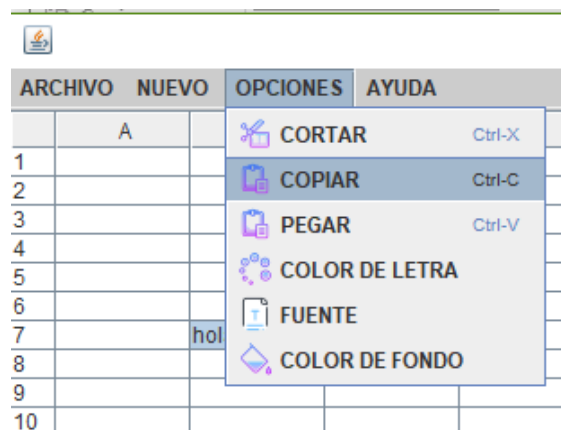 ARCHIVO NUEVO OPCIONES AYUDA
A
CORTAR Ctrl-X
COPIAR Ctrl-C
PEGAR Ctrl-V
COLOR DE LETRA
FUENTE
COLOR DE FONDO
1
2
3
4
5
6
7 hol
8
9
10